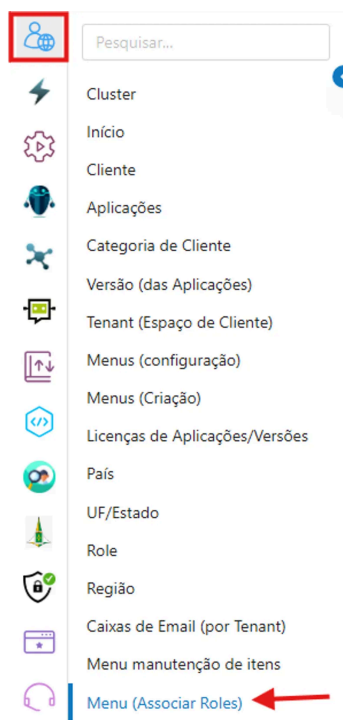 Pesquisar...
Cluster
Início
Cliente
Aplicações
Categoria de Cliente
Versão (das Aplicações)
Tenant (Espaço de Cliente)
Menus (configuração)
Menus (Criação)
Licenças de Aplicações/Versões
País
UF/Estado
Role
Região
Caixas de Email (por Tenant)
Menu manutenção de itens
Menu (Associar Roles)